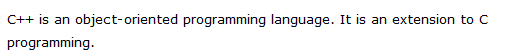 C++ is an object-oriented programming language. It is an extension to C
programming.